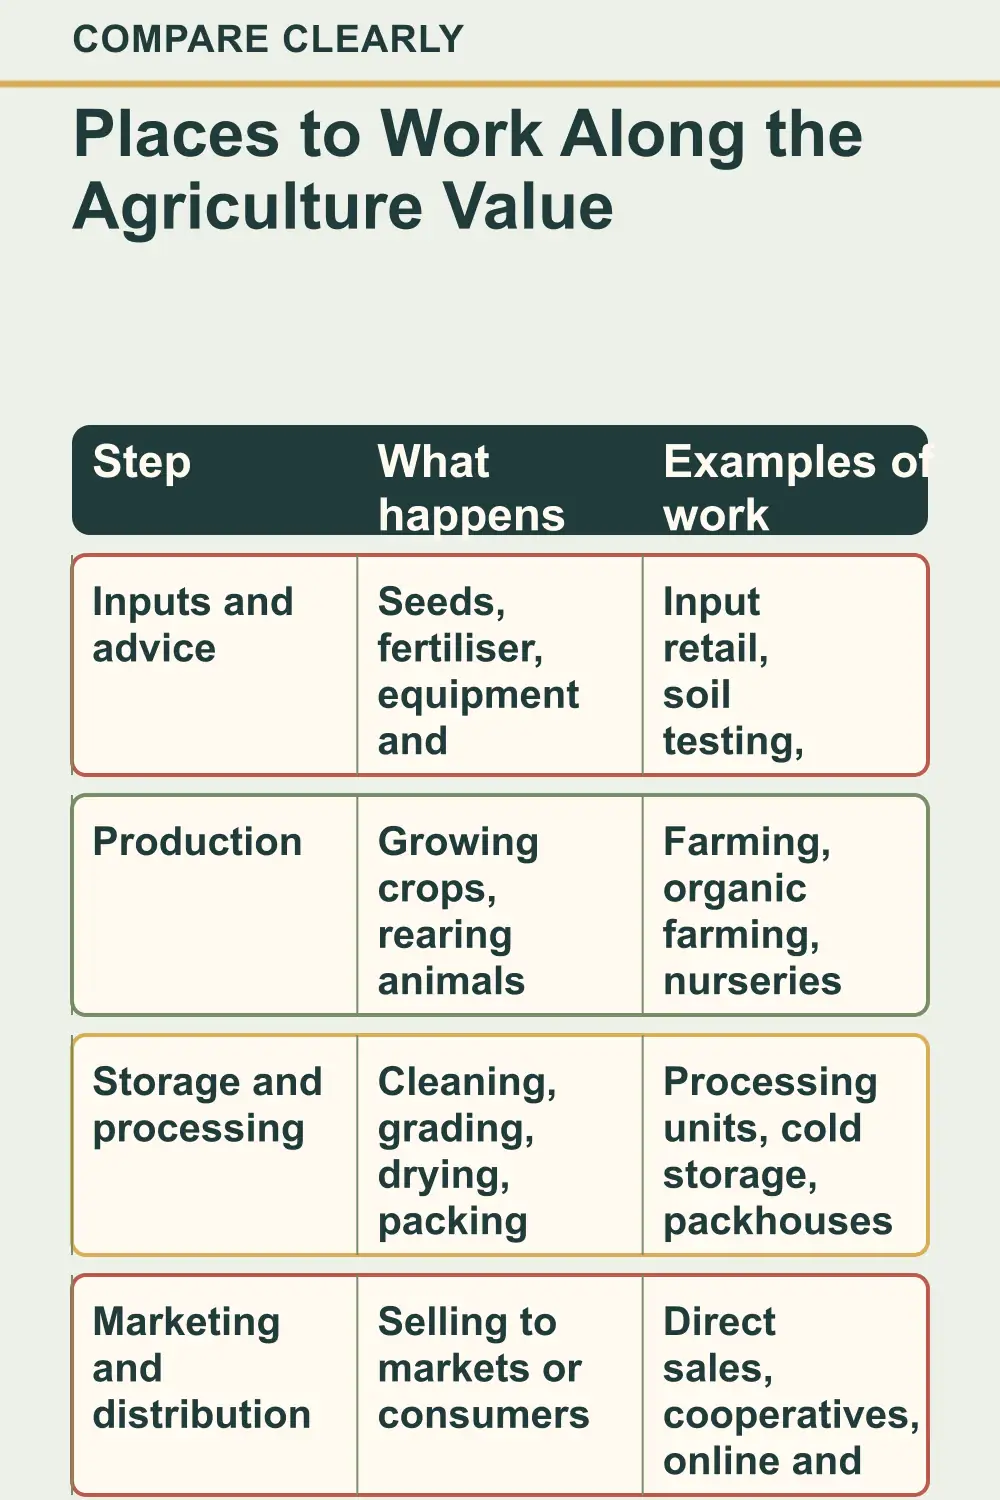 COMPARE CLEARLY
Places to Work Along the
Agriculture Value
Step
What
happens
Examples of
work
Inputs and
advice
Seeds,
fertiliser,
equipment
and
Input
retail,
soil
testing,
Production
Growing
crops,
rearing
animals
Farming,
organic
farming,
nurseries
Storage and
processing
Cleaning,
grading,
drying,
packing
Processing
units, cold
storage,
packhouses
Marketing
and
distribution
Selling to
markets or
consumers
Direct
sales,
cooperatives,
online and